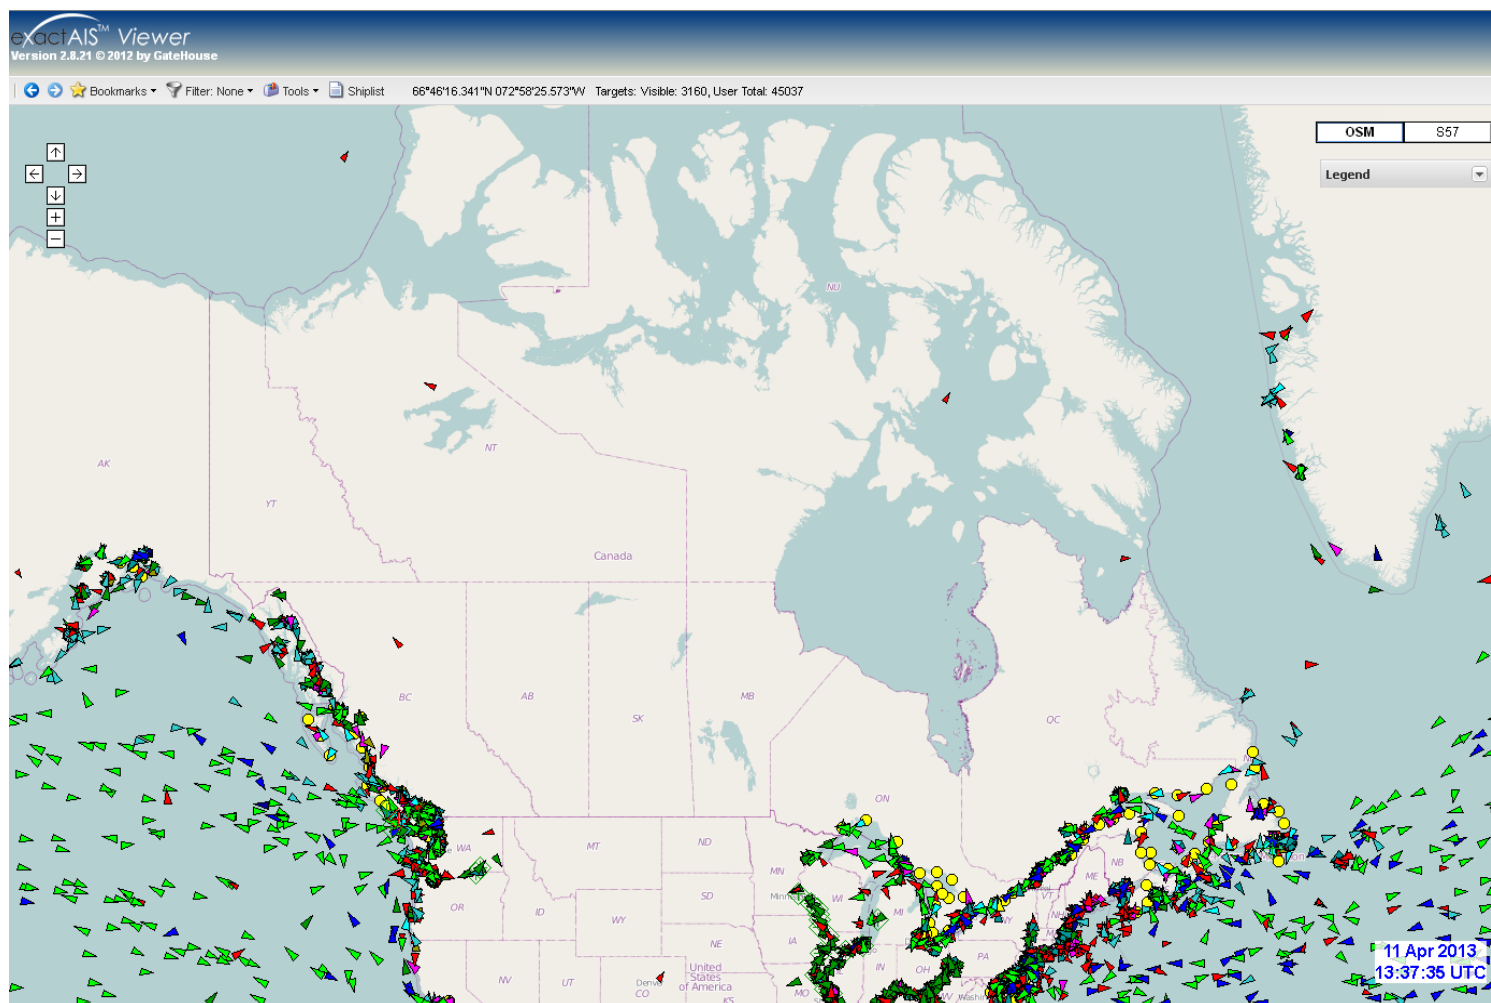 exactAIS™ Viewer
Version 2.8.21 © 2012 by GateHouse
Bookmarks Filter: None Tools Shiplist 66°46'16.341"N 072°58'25.573"W Targets: Visible: 3160, User Total: 45037
OSM S57
Legend
NU
AK
NT
YT
Canada
BC
AB
SK
MB
QC
ON
WA
MT
ND
MN
NB
ME
OR
ID
WY
SD
WI
MI
NY
VT
NH
IA
NE
PA
NV
UT
CO
United
States
of America
IN
OH
MO
KS
11 Apr 2013
13:37:35 UTC